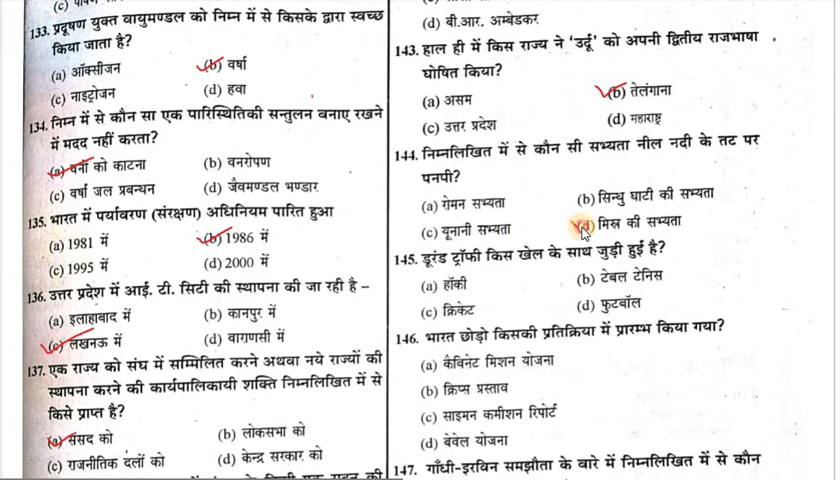 133. प्रदूषण युक्त वायुमण्डल को निम्न में से किसके द्वारा स्वच्छ
किया जाता है?
(a) ऑक्सीजन (b) वर्षा
(c) नाइट्रोजन (d) हवा
134. निम्न में से कौन सा एक पारिस्थितिकी सन्तुलन बनाए रखने
में मदद नहीं करता?
(a) वनों को काटना (b) वनरोपण
(c) वर्षा जल प्रबन्धन (d) जैवमण्डल भण्डार
135. भारत में पर्यावरण (संरक्षण) अधिनियम पारित हुआ
(a) 1981 में (b) 1986 में
(c) 1995 में (d) 2000 में
136. उत्तर प्रदेश में आई. टी. सिटी की स्थापना की जा रही है –
(a) इलाहाबाद में (b) कानपुर में
(c) लखनऊ में (d) वाराणसी में
137. एक राज्य को संघ में सम्मिलित करने अथवा नये राज्यों की
स्थापना करने की कार्यपालिकायी शक्ति निम्नलिखित में से
किसे प्राप्त है?
(a) संसद को (b) लोकसभा को
(c) राजनीतिक दलों को (d) केन्द्र सरकार को
(d) बी.आर. अम्बेडकर
143. हाल ही में किस राज्य ने ‘उर्दू’ को अपनी द्वितीय राजभाषा
घोषित किया?
(a) असम (b) तेलंगाना
(c) उत्तर प्रदेश (d) महाराष्ट्र
144. निम्नलिखित में से कौन सी सभ्यता नील नदी के तट पर
पनपी?
(a) रोमन सभ्यता (b) सिन्धु घाटी की सभ्यता
(c) यूनानी सभ्यता (d) मिस्र की सभ्यता
145. डूरंड ट्रॉफी किस खेल के साथ जुड़ी हुई है?
(a) हॉकी (b) टेबल टेनिस
(c) क्रिकेट (d) फुटबॉल
146. भारत छोड़ो किसकी प्रतिक्रिया में प्रारम्भ किया गया?
(a) कैबिनेट मिशन योजना
(b) क्रिप्स प्रस्ताव
(c) साइमन कमीशन रिपोर्ट
(d) बेवेल योजना
147. गाँधी-इरविन समझौता के बारे में निम्नलिखित में से कौन